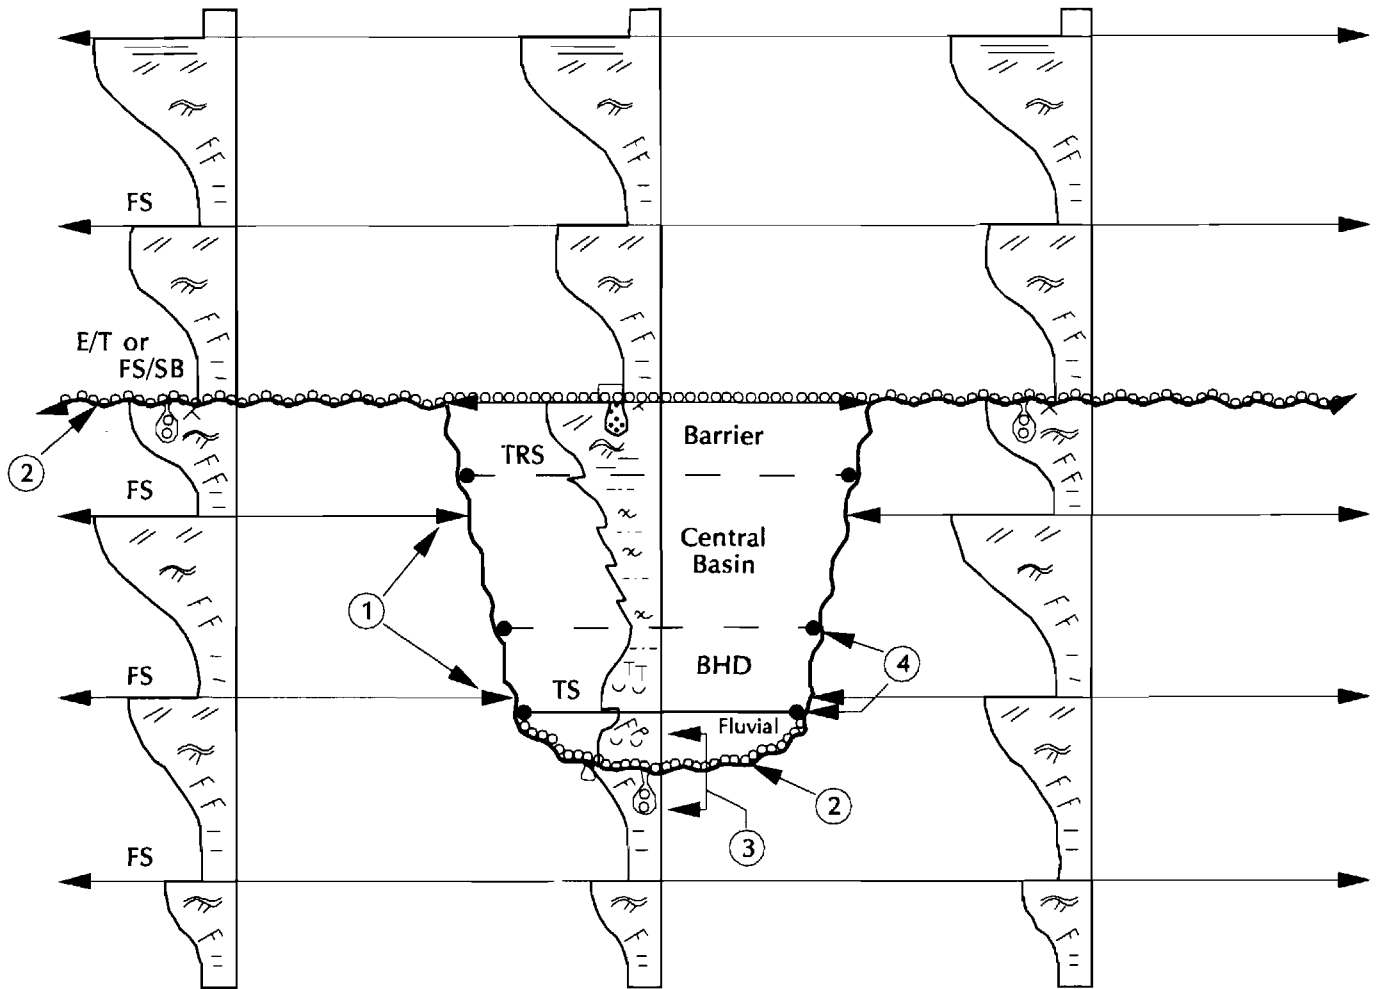 FS
E/T or
FS/SB
2
TRS
Barrier
FS
Central
Basin
1
FS
TS
BHD
4
Fluvial
2
3
FS